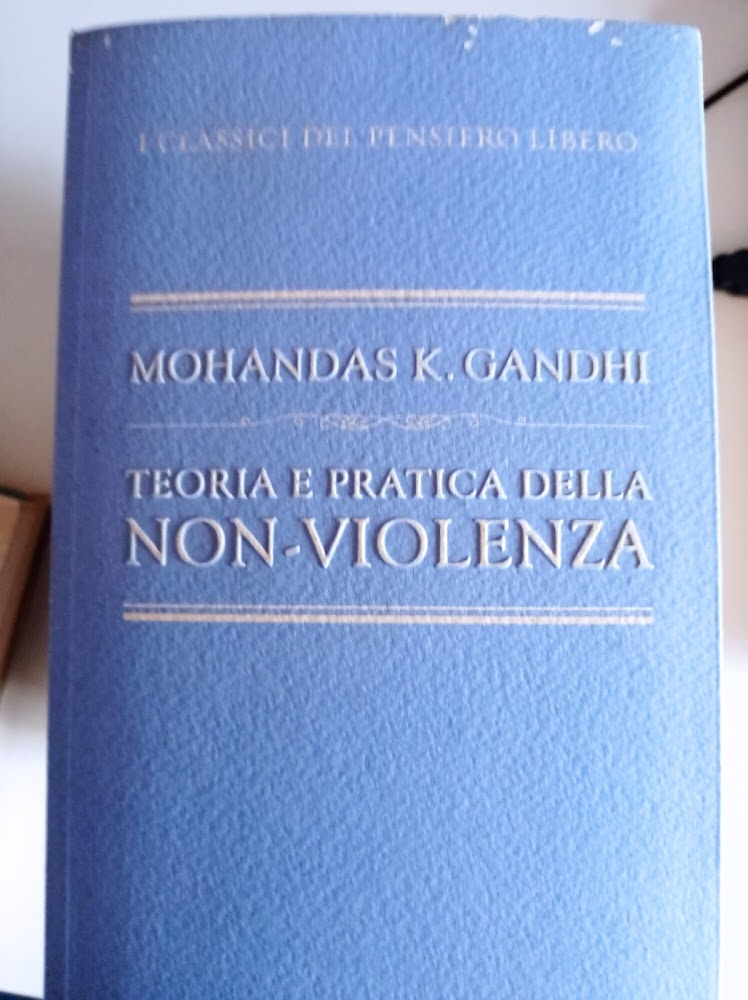 I CLASSICI DEL PENSIERO LIBERO
MOHANDAS K. GANDHI
TEORIA E PRATICA DELLA
NON-VIOLENZA